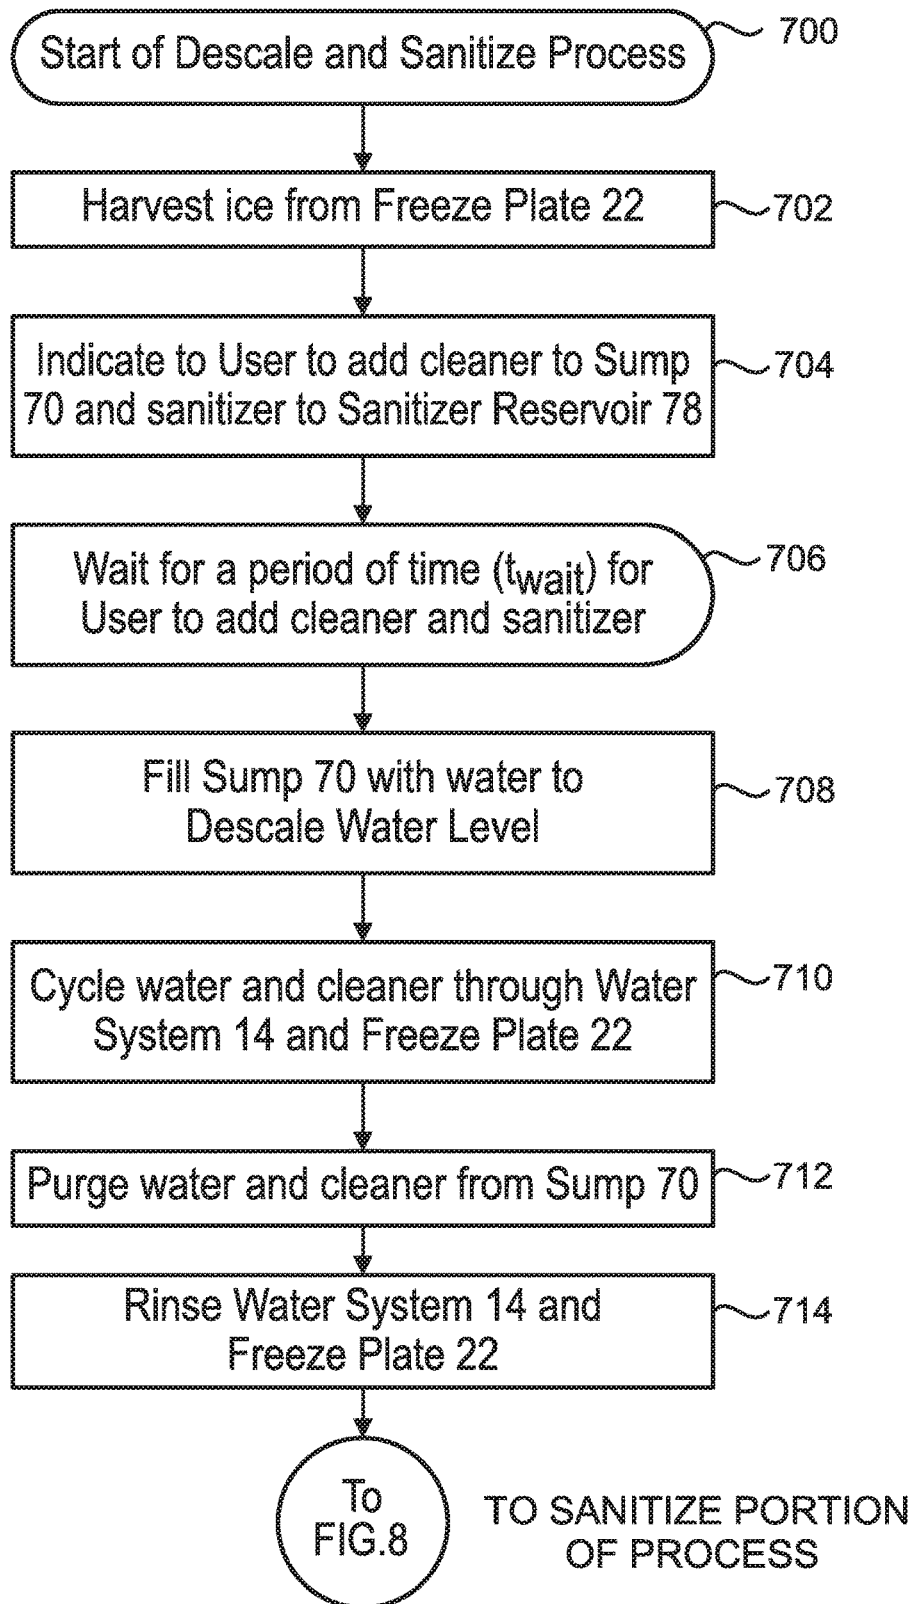 Start of Descale and Sanitize Process
700
Harvest ice from Freeze Plate 22
702
Indicate to User to add cleaner to Sump
70 and sanitizer to Sanitizer Reservoir 78
704
Wait for a period of time (twait) for
User to add cleaner and sanitizer
706
Fill Sump 70 with water to
Descale Water Level
708
Cycle water and cleaner through Water
System 14 and Freeze Plate 22
710
Purge water and cleaner from Sump 70
712
Rinse Water System 14 and
Freeze Plate 22
714
To
FIG.8
TO SANITIZE PORTION
OF PROCESS